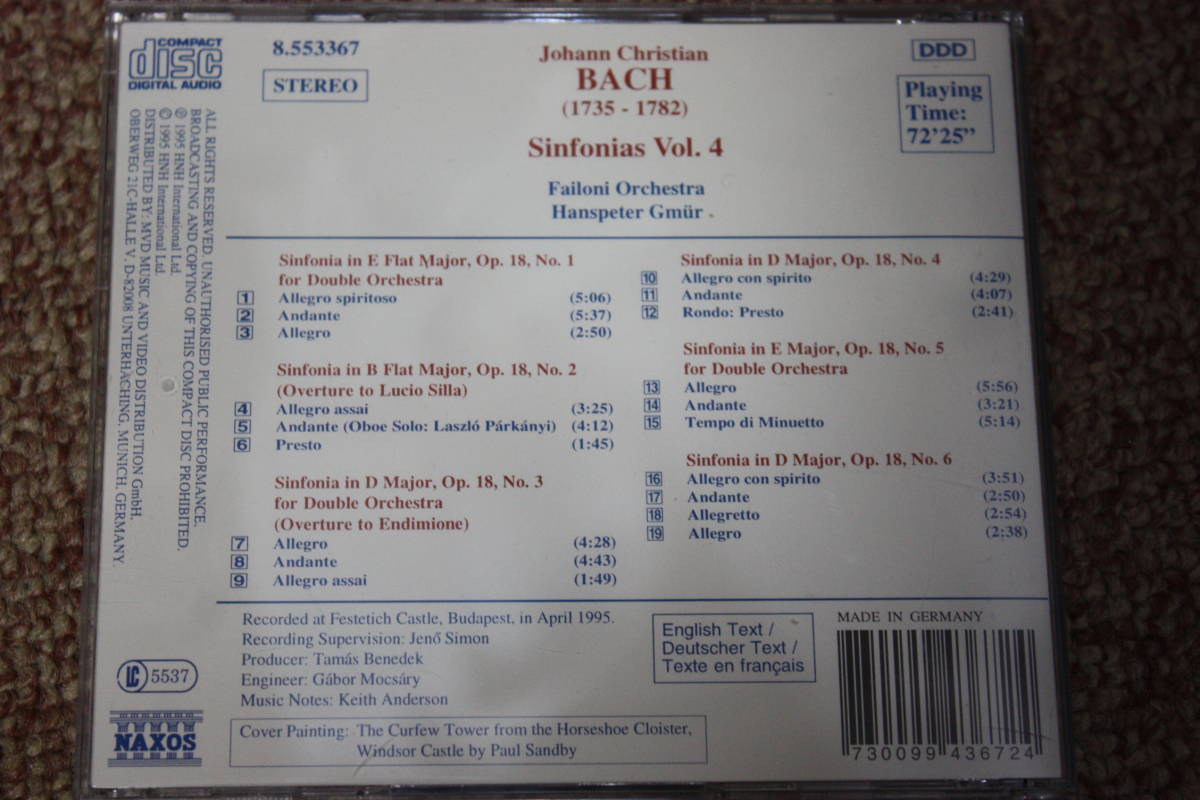 COMPACT
disc
DIGITAL AUDIO
8.553367
STEREO
Johann Christian
BACH
(1735 - 1782)
Sinfonias Vol. 4
Failoni Orchestra
Hanspeter Gmür
DDD
Playing
Time:
72'25"
ALL RIGHTS RESERVED. UNAUTHORISED PUBLIC PERFORMANCE.
BROADCASTING AND COPYING OF THIS COMPACT DISC PROHIBITED.
℗ 1995 HNH International Ltd.
© 1995 HNH International Ltd.
DISTRIBUTED BY: MVD MUSIC AND VIDEO DISTRIBUTION GmbH,
OBERWEG 21C-HALLE V, D-82008 UNTERHACHING, MUNICH, GERMANY.
Sinfonia in E Flat Major, Op. 18, No. 1
for Double Orchestra
1 Allegro spiritoso (5:06)
2 Andante (5:37)
3 Allegro (2:50)
Sinfonia in B Flat Major, Op. 18, No. 2
(Overture to Lucio Silla)
4 Allegro assai (3:25)
5 Andante (Oboe Solo: Laszló Párkányi) (4:12)
6 Presto (1:45)
Sinfonia in D Major, Op. 18, No. 3
for Double Orchestra
(Overture to Endimione)
7 Allegro (4:28)
8 Andante (4:43)
9 Allegro assai (1:49)
Sinfonia in D Major, Op. 18, No. 4
10 Allegro con spirito (4:29)
11 Andante (4:07)
12 Rondo: Presto (2:41)
Sinfonia in E Major, Op. 18, No. 5
for Double Orchestra
13 Allegro (5:56)
14 Andante (3:21)
15 Tempo di Minuetto (5:14)
Sinfonia in D Major, Op. 18, No. 6
16 Allegro con spirito (3:51)
17 Andante (2:50)
18 Allegretto (2:54)
19 Allegro (2:38)
Recorded at Festetich Castle, Budapest, in April 1995.
Recording Supervision: Jenő Simon
Producer: Tamás Benedek
Engineer: Gábor Mocsáry
Music Notes: Keith Anderson
Cover Painting: The Curfew Tower from the Horseshoe Cloister,
Windsor Castle by Paul Sandby
LC 5537
NAXOS
English Text /
Deutscher Text /
Texte en français
MADE IN GERMANY
730099 436724